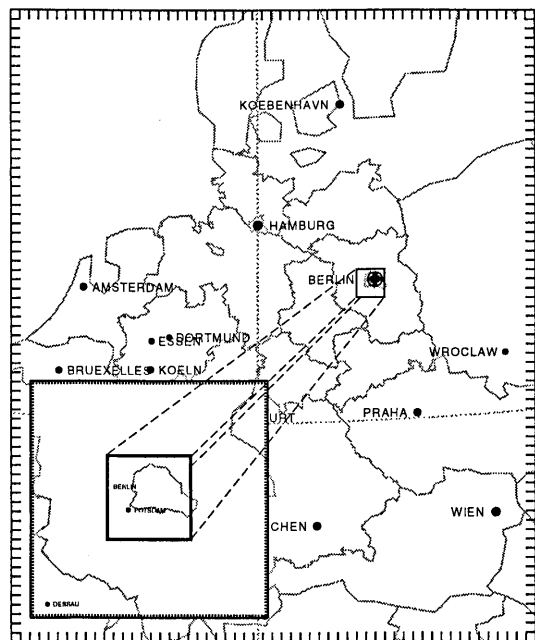 KOEBENHAVN
HAMBURG
BERLIN
AMSTERDAM
DORTMUND
ESSEN
WROCLAW
BRUEXELLES
KOELN
URT
PRAHA
BERLIN
POTSDAM
WIEN
CHEN
DESSAU